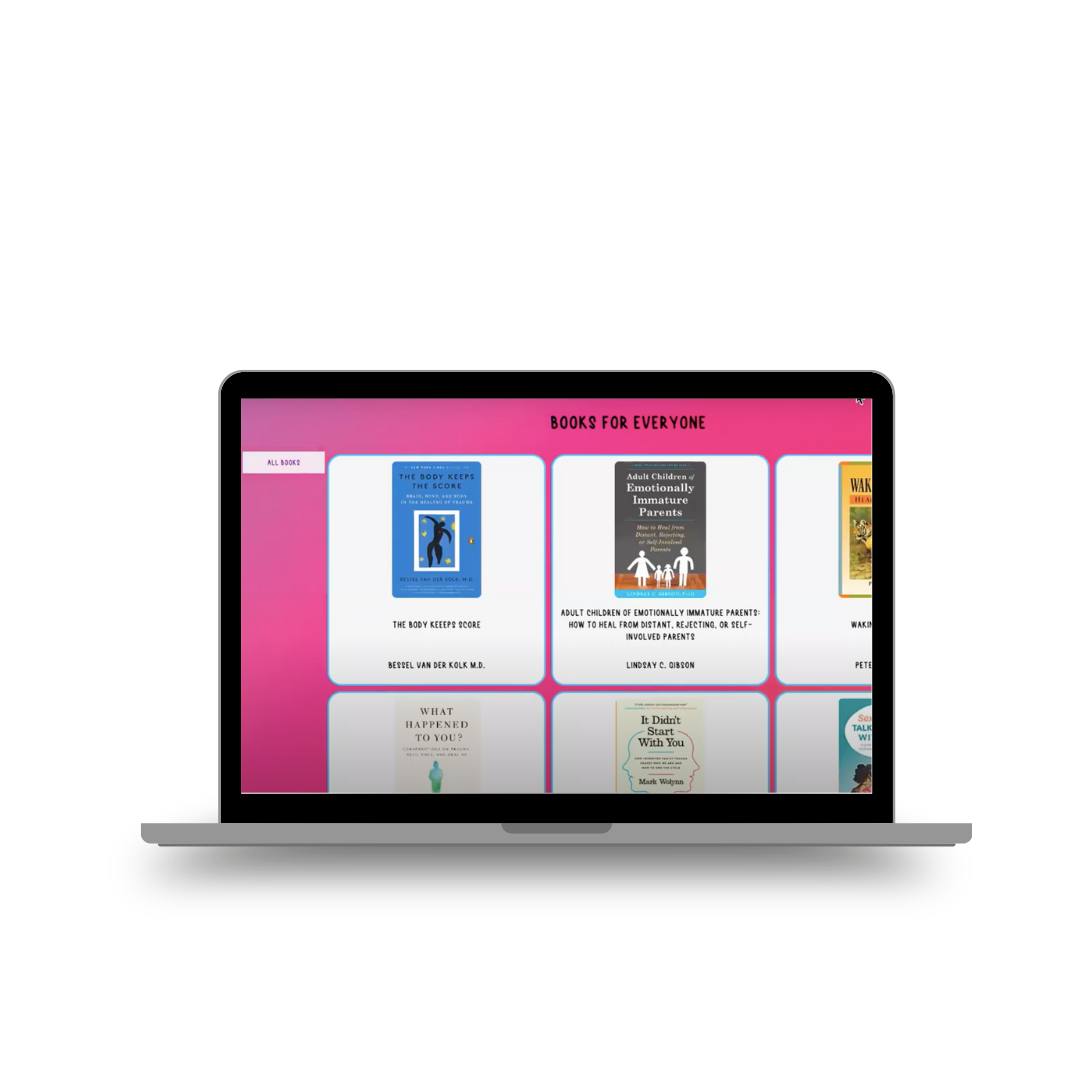 BOOKS FOR EVERYONE
ALL BOOKS
THE BODY KEEPS
THE SCORE
BRAIN, MIND, AND BODY
IN THE HEALING OF TRAUMA
BESSEL VAN DER KOLK, M.D.
THE BODY KEEEPS SCORE
BESSEL VAN DER KOLK M.D.
Adult Children of
Emotionally
Immature
Parents
How to Heal from
Distant, Rejecting,
or Self-Involved
Parents
LINDSAY C. GIBSON, PsyD
ADULT CHILDREN OF EMOTIONALLY IMMATURE PARENTS:
HOW TO HEAL FROM DISTANT, REJECTING, OR SELF-
INVOLVED PARENTS
LINDSAY C. GIBSON
WAK
HEA
WAKIN
PETE
WHAT
HAPPENED
TO YOU?
It Didn't
Start
With You
Mark Wolynn
Sex
TALK
WI